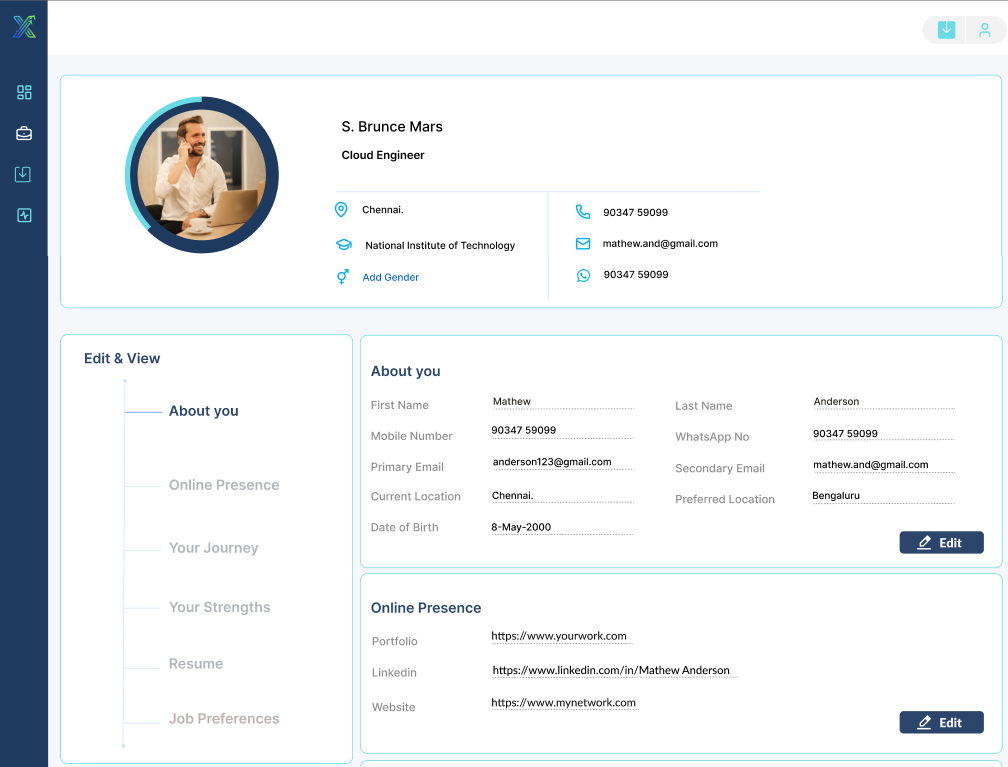 S. Brunce Mars
Cloud Engineer
Chennai.
National Institute of Technology
Add Gender
90347 59099
mathew.and@gmail.com
90347 59099
Edit & View
About you
Online Presence
Your Journey
Your Strengths
Resume
Job Preferences
About you
First Name Mathew
Last Name Anderson
Mobile Number 90347 59099
WhatsApp No 90347 59099
Primary Email anderson123@gmail.com
Secondary Email mathew.and@gmail.com
Current Location Chennai.
Preferred Location Bengaluru
Date of Birth 8-May-2000
Edit
Online Presence
Portfolio https://www.yourwork.com
Linkedin https://www.linkedin.com/in/Mathew Anderson
Website https://www.mynetwork.com
Edit